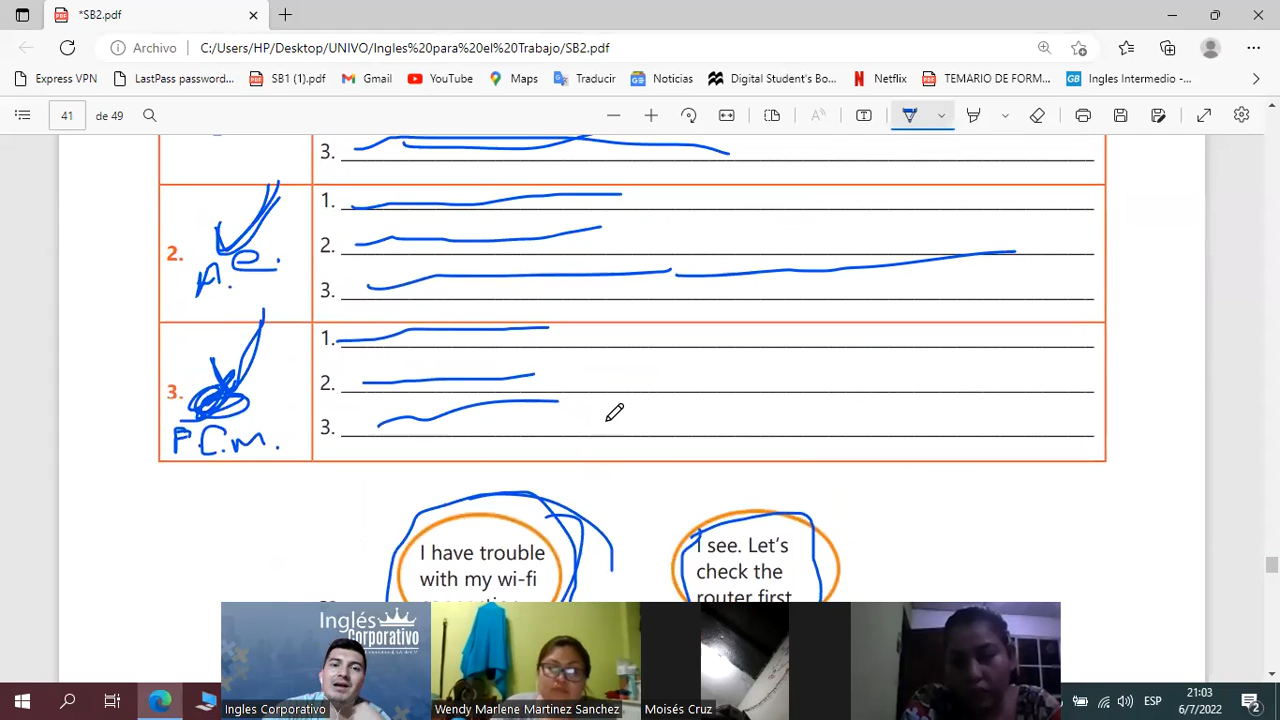 *SB2.pdf
Archivo
C:/Users/HP/Desktop/UNIVO/Ingles%20para%20el%20Trabajo/SB2.pdf
Express VPN
LastPass password...
SB1 (1).pdf
Gmail
YouTube
Maps
Traducir
Noticias
Digital Student's Bo...
Netflix
TEMARIO DE FORM...
Ingles Intermedio –...
41 de 49
3.
1.
2.
2.
A. e.
3.
1.
3.
2.
P.C.m.
3.
I have trouble
with my wi-fi
I see. Let's
check the
router first
Inglés
Corporativo
Ingles Corporativo
Wendy Marlene Martinez Sanchez
Moisés Cruz
ESP
21:03
6/7/2022
2